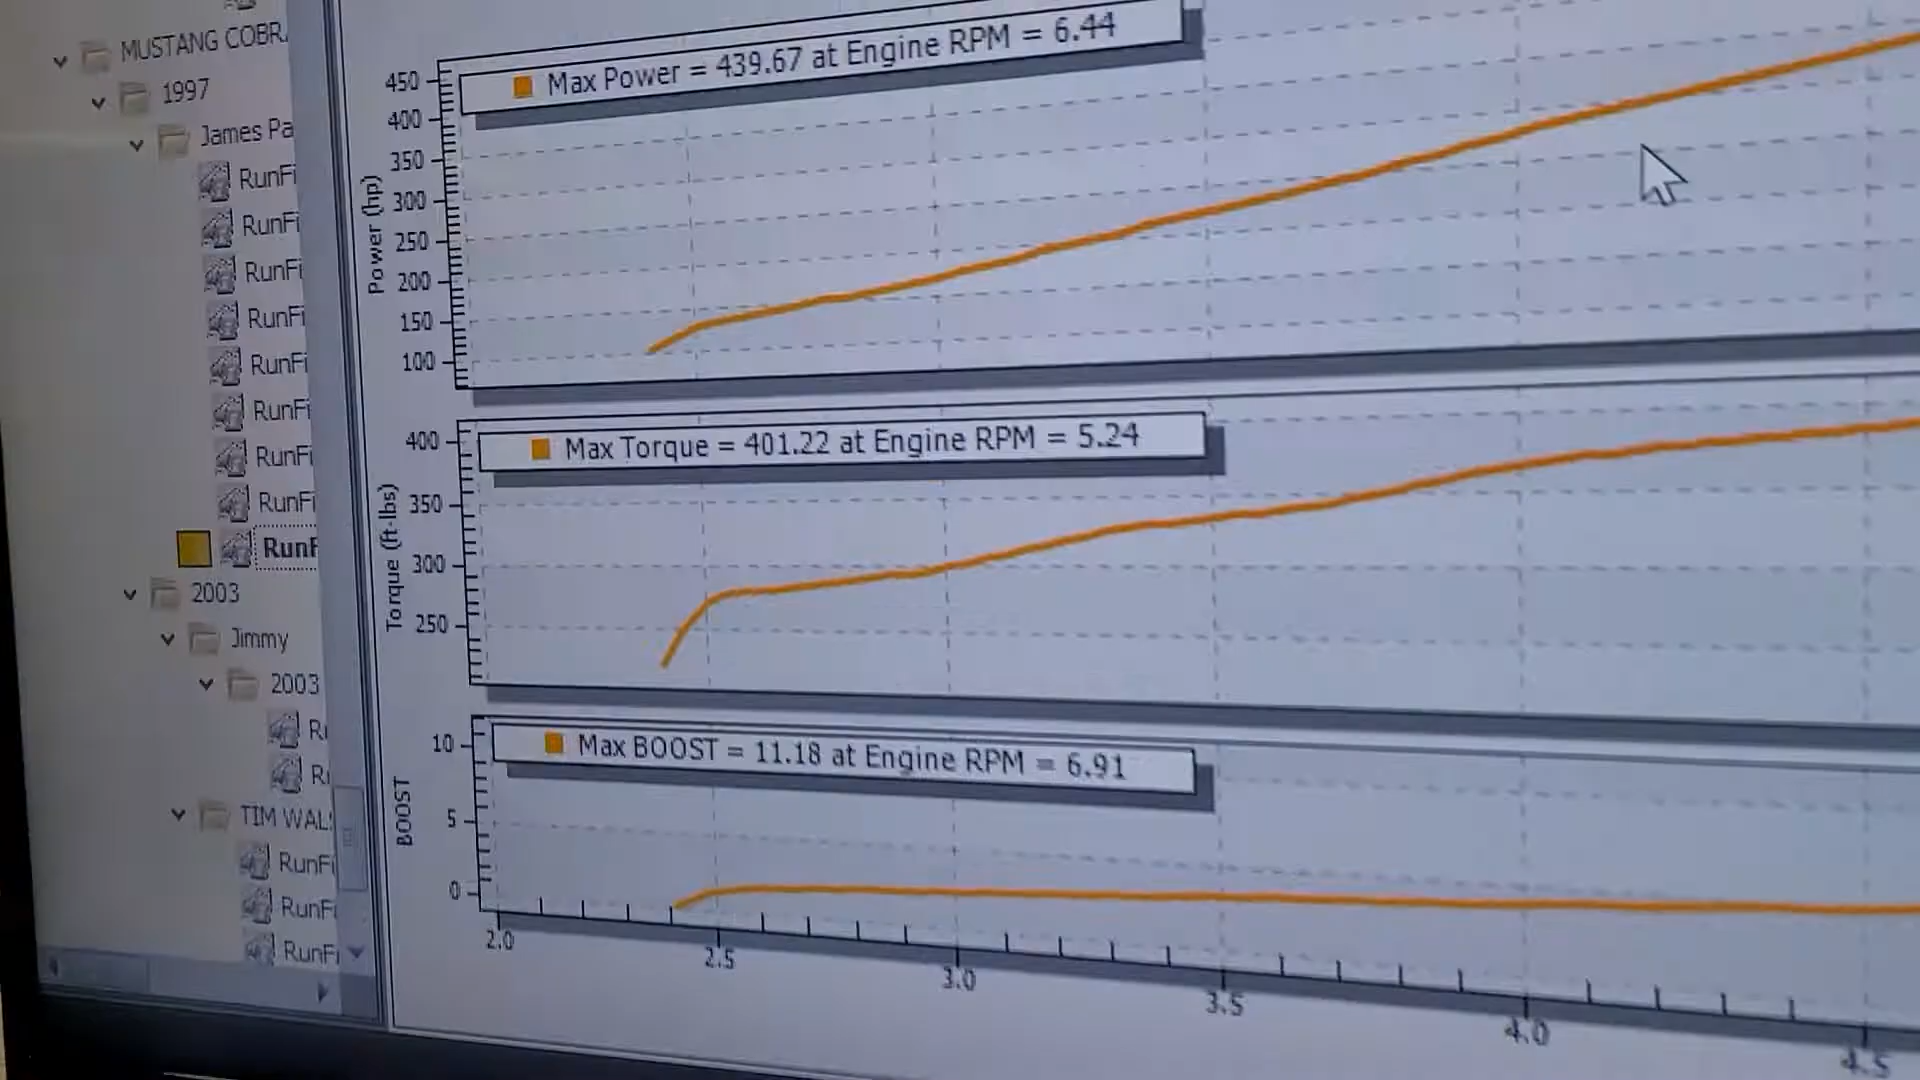 MUSTANG COBRA
1997
James Pa
RunFi
RunFi
RunFi
RunFi
RunFi
RunFi
RunFi
RunFi
RunF
2003
Jimmy
2003
R
R
TIM WAL
RunFi
RunFi
RunFi
Max Power = 439.67 at Engine RPM = 6.44
Power (hp)
450
400
350
300
250
200
150
100
Max Torque = 401.22 at Engine RPM = 5.24
Torque (ft-lbs)
400
350
300
250
Max BOOST = 11.18 at Engine RPM = 6.91
BOOST
10
5
0
2.0
2.5
3.0
3.5
4.0
4.5